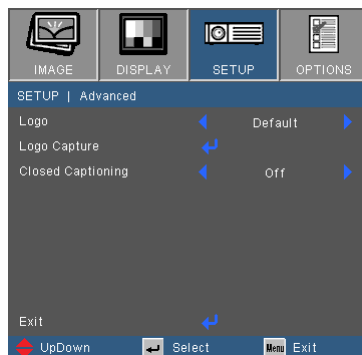 IMAGE DISPLAY SETUP OPTIONS
SETUP | Advanced
Logo Default
Logo Capture
Closed Captioning Off
Exit
UpDown Select Menu Exit